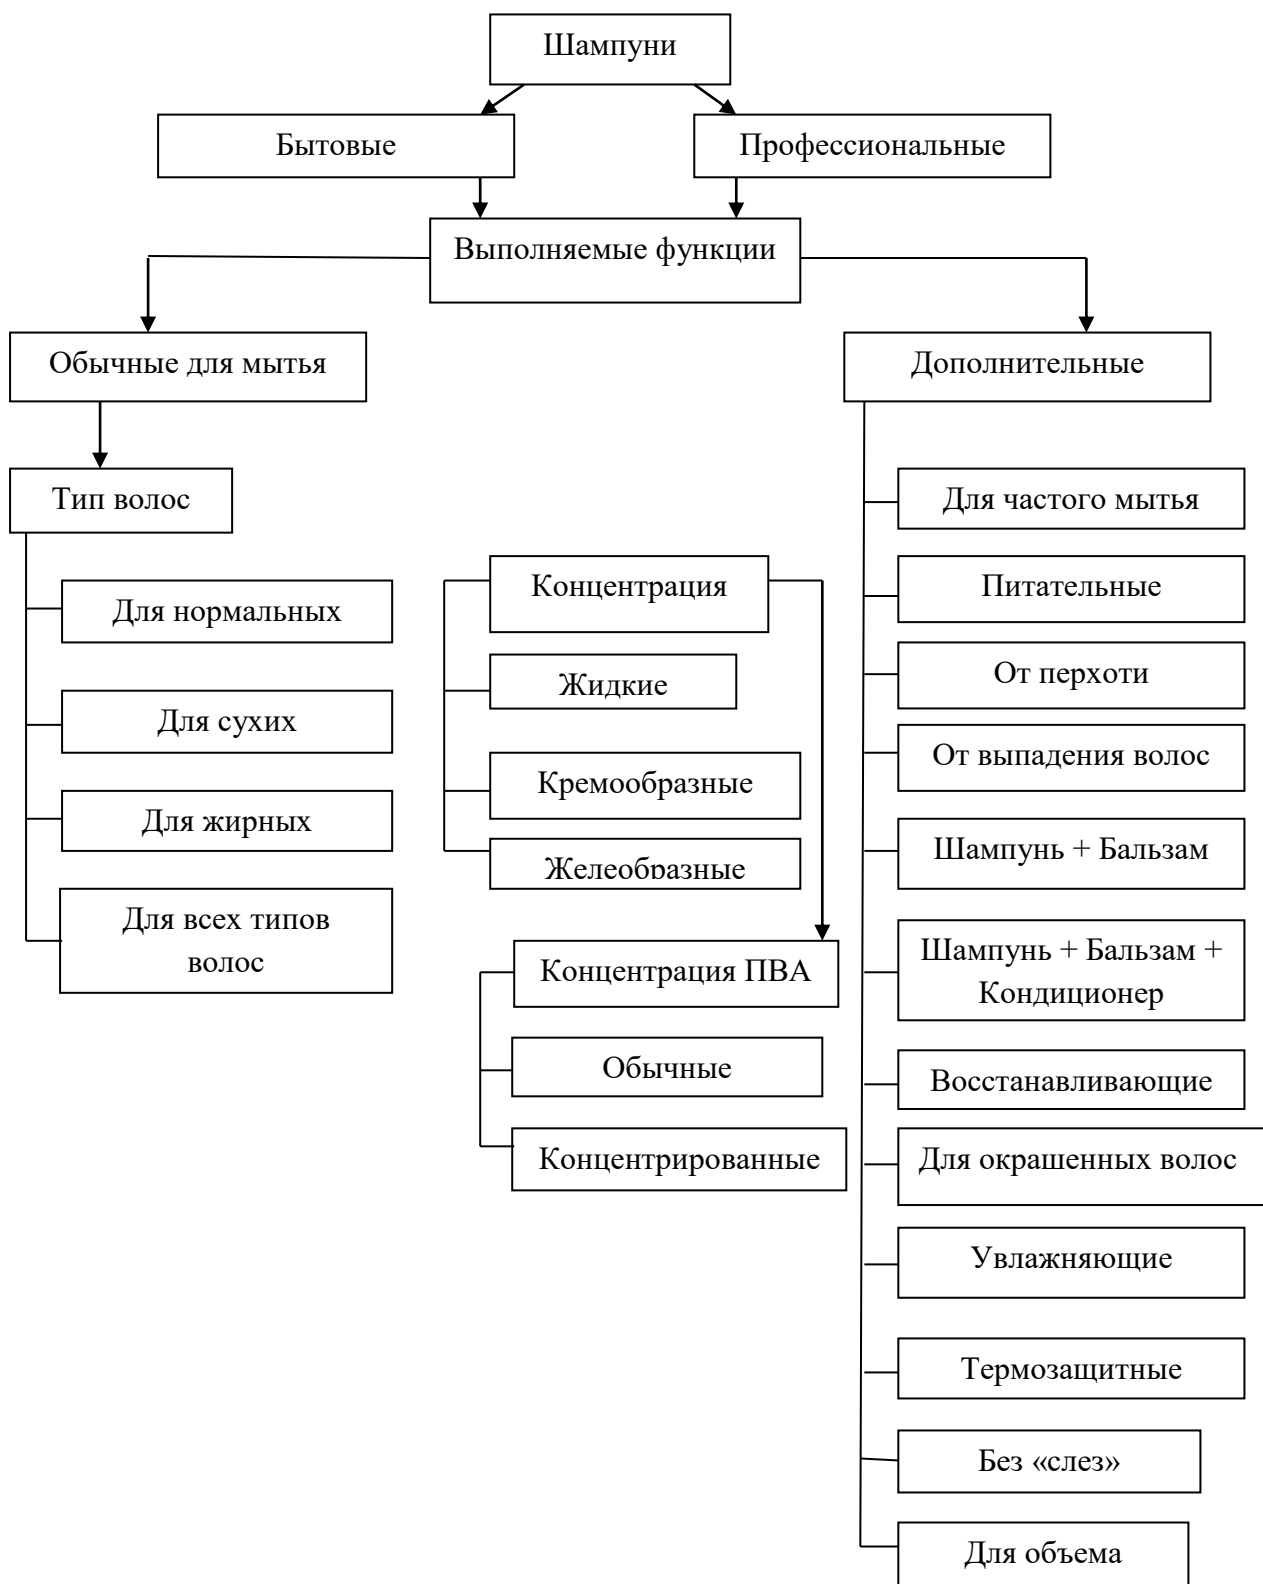 Шампуни
Бытовые
Профессиональные
Выполняемые функции
Обычные для мытья
Дополнительные
Тип волос
Для нормальных
Для сухих
Для жирных
Для всех типов
волос
Концентрация
Жидкие
Кремообразные
Желеобразные
Концентрация ПВА
Обычные
Концентрированные
Для частого мытья
Питательные
От перхоти
От выпадения волос
Шампунь + Бальзам
Шампунь + Бальзам +
Кондиционер
Восстанавливающие
Для окрашенных волос
Увлажняющие
Термозащитные
Без «слез»
Для объема